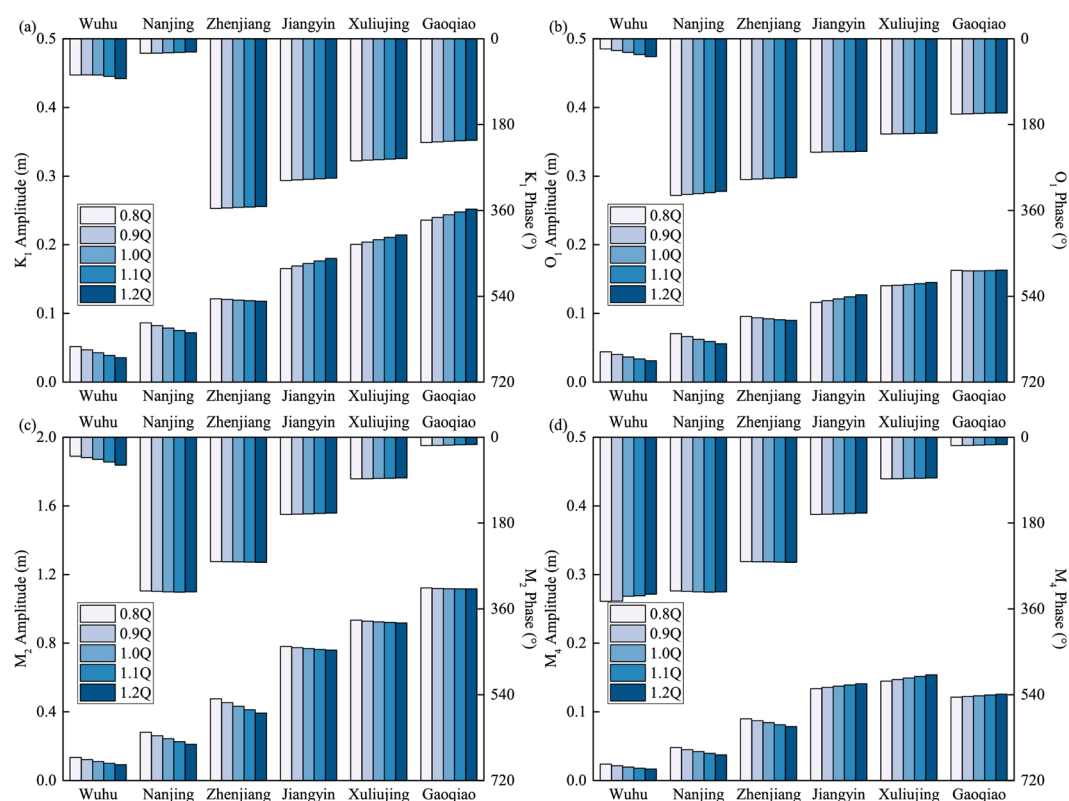 (a)
Wuhu Nanjing Zhenjiang Jiangyin Xuliujing Gaoqiao
0.5
0.4
0.3
0.2
0.1
0.0
K₁ Amplitude (m)
0.8Q
0.9Q
1.0Q
1.1Q
1.2Q
0
180
360
540
720
K₁ Phase (°)
Wuhu Nanjing Zhenjiang Jiangyin Xuliujing Gaoqiao
(b)
Wuhu Nanjing Zhenjiang Jiangyin Xuliujing Gaoqiao
0.5
0.4
0.3
0.2
0.1
0.0
O₁ Amplitude (m)
0.8Q
0.9Q
1.0Q
1.1Q
1.2Q
0
180
360
540
720
O₁ Phase (°)
Wuhu Nanjing Zhenjiang Jiangyin Xuliujing Gaoqiao
(c)
Wuhu Nanjing Zhenjiang Jiangyin Xuliujing Gaoqiao
2.0
1.6
1.2
0.8
0.4
0.0
M₂ Amplitude (m)
0.8Q
0.9Q
1.0Q
1.1Q
1.2Q
0
180
360
540
720
M₂ Phase (°)
Wuhu Nanjing Zhenjiang Jiangyin Xuliujing Gaoqiao
(d)
Wuhu Nanjing Zhenjiang Jiangyin Xuliujing Gaoqiao
0.5
0.4
0.3
0.2
0.1
0.0
M₄ Amplitude (m)
0.8Q
0.9Q
1.0Q
1.1Q
1.2Q
0
180
360
540
720
M₄ Phase (°)
Wuhu Nanjing Zhenjiang Jiangyin Xuliujing Gaoqiao